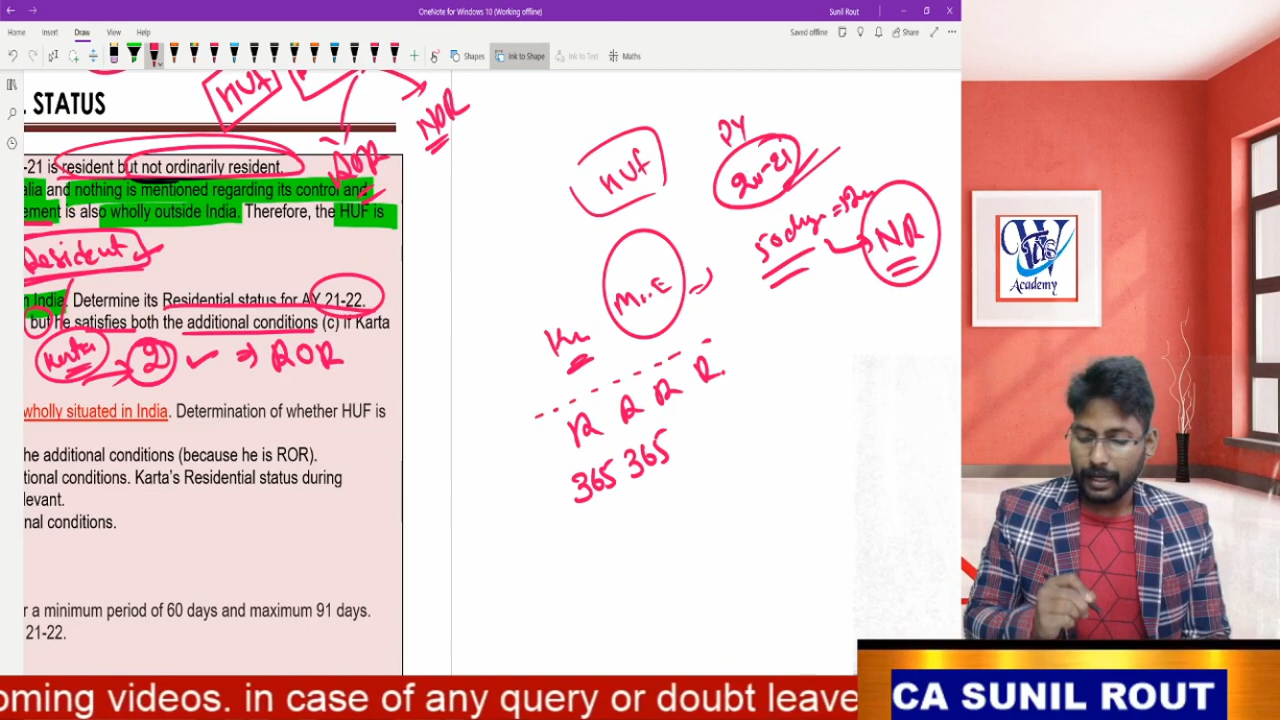 OneNote for Windows 10 (Working offline)
Sunil Rout
Home Insert Draw View Help
Saved offline
Share
Shapes
Ink to Shape
Ink to Text
Maths
HUF
NOR
ROR
STATUS
-21 is resident but not ordinarily resident.
alia and nothing is mentioned regarding its control and
ement is also wholly outside India. Therefore, the HUF is
Resident
n India. Determine its Residential status for AY 21-22.
but he satisfies both the additional conditions (c) If Karta
Karta 2 ⇒ ROR
wholly situated in India. Determination of whether HUF is
he additional conditions (because he is ROR).
tional conditions. Karta's Residential status during
levant.
nal conditions.
r a minimum period of 60 days and maximum 91 days.
21-22.
HUF
PY
20-21
50 days
NR
R R R R
365 365
Academy
oming videos. in case of any query or doubt leave
CA SUNIL ROUT